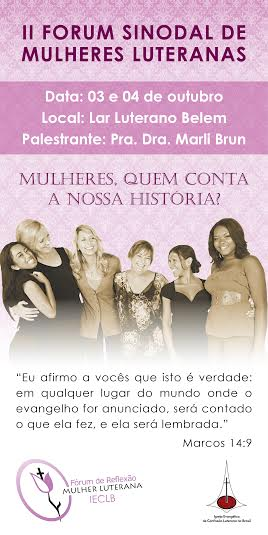 II FORUM SINODAL DE
MULHERES LUTERANAS
Data: 03 e 04 de outubro
Local: Lar Luterano Belem
Palestrante: Pra. Dra. Marli Brun
MULHERES, QUEM CONTA
A NOSSA HISTÓRIA?
“Eu afirmo a vocês que isto é verdade:
em qualquer lugar do mundo onde o
evangelho for anunciado, será contado
o que ela fez, e ela será lembrada.”
Marcos 14:9
Fórum de Reflexão
MULHER LUTERANA
IECLB
Igreja Evangélica
de Confissão Luterana no Brasil